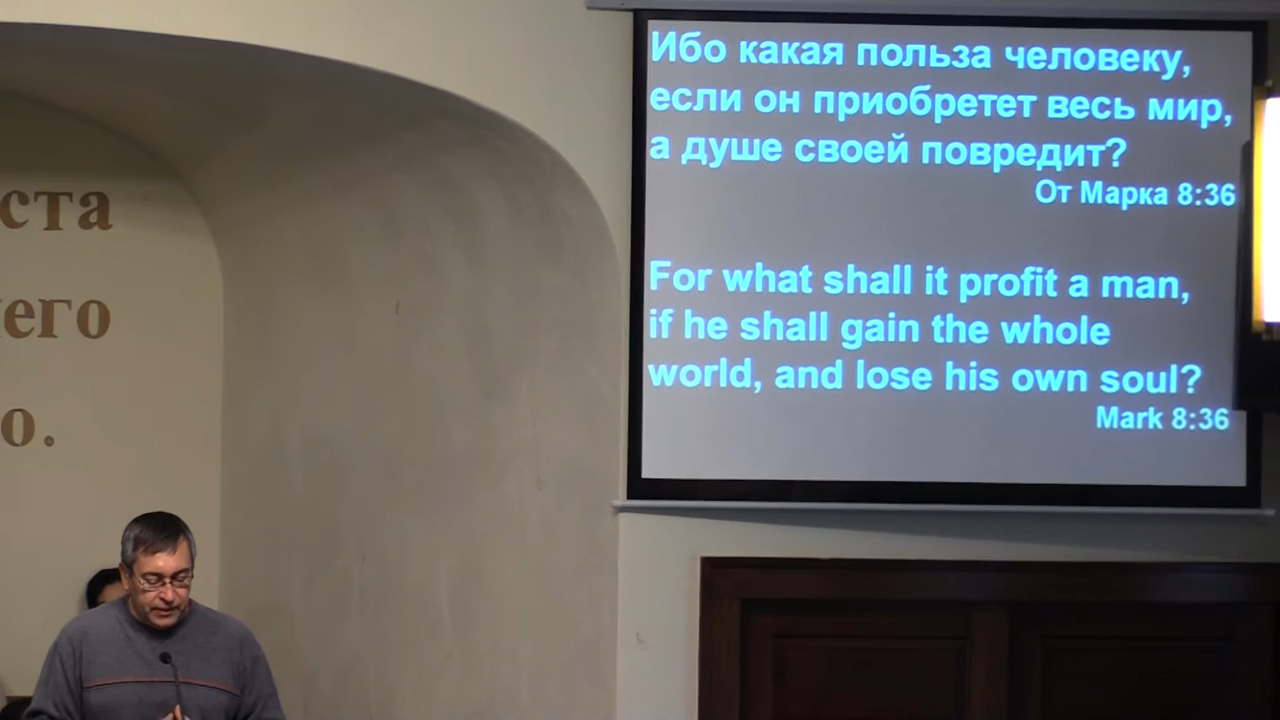 ста
его
о.
Ибо какая польза человеку,
если он приобретет весь мир,
а душе своей повредит?
От Марка 8:36
For what shall it profit a man,
if he shall gain the whole
world, and lose his own soul?
Mark 8:36